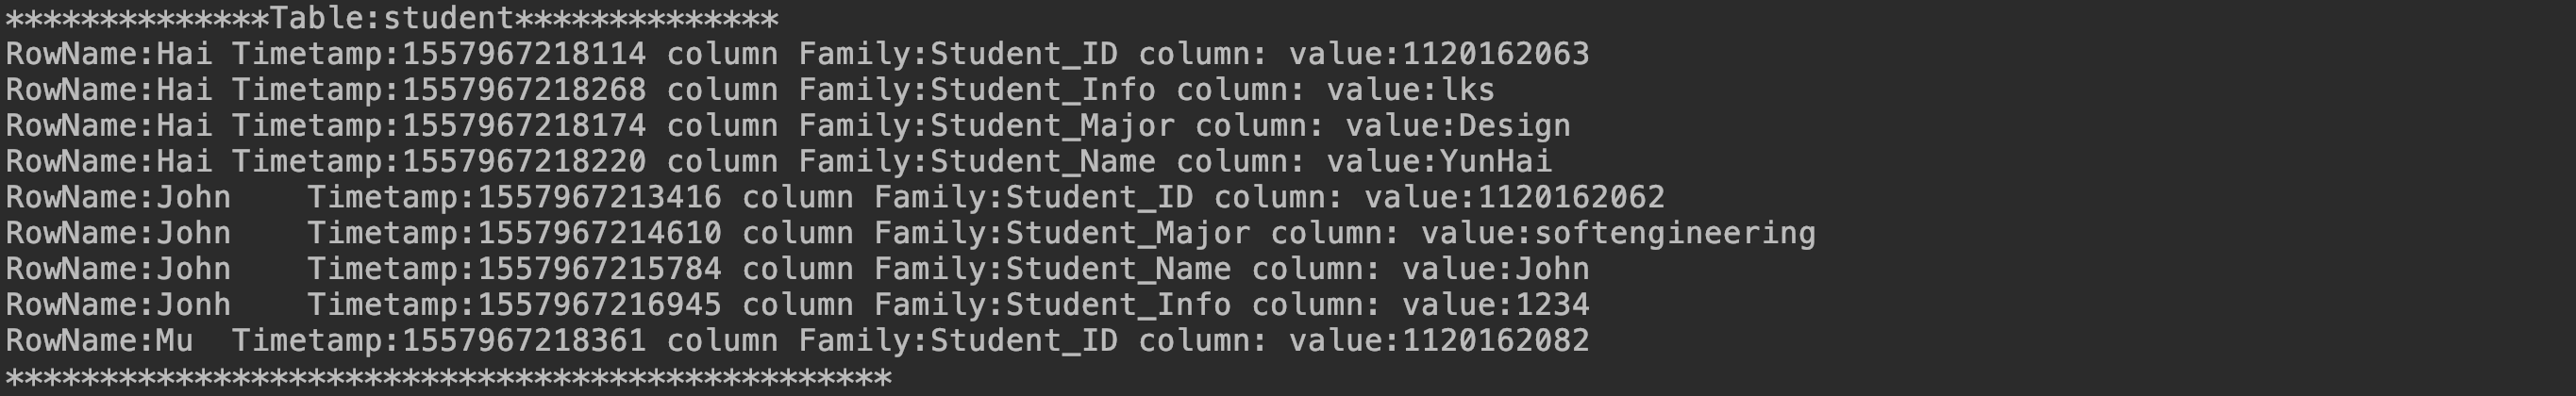 **************Table:student**************
RowName:Hai Timetamp:1557967218114 column Family:Student_ID column: value:1120162063
RowName:Hai Timetamp:1557967218268 column Family:Student_Info column: value:lks
RowName:Hai Timetamp:1557967218174 column Family:Student_Major column: value:Design
RowName:Hai Timetamp:1557967218220 column Family:Student_Name column: value:YunHai
RowName:John    Timetamp:1557967213416 column Family:Student_ID column: value:1120162062
RowName:John    Timetamp:1557967214610 column Family:Student_Major column: value:softengineering
RowName:John    Timetamp:1557967215784 column Family:Student_Name column: value:John
RowName:Jonh    Timetamp:1557967216945 column Family:Student_Info column: value:1234
RowName:Mu  Timetamp:1557967218361 column Family:Student_ID column: value:1120162082
***********************************************